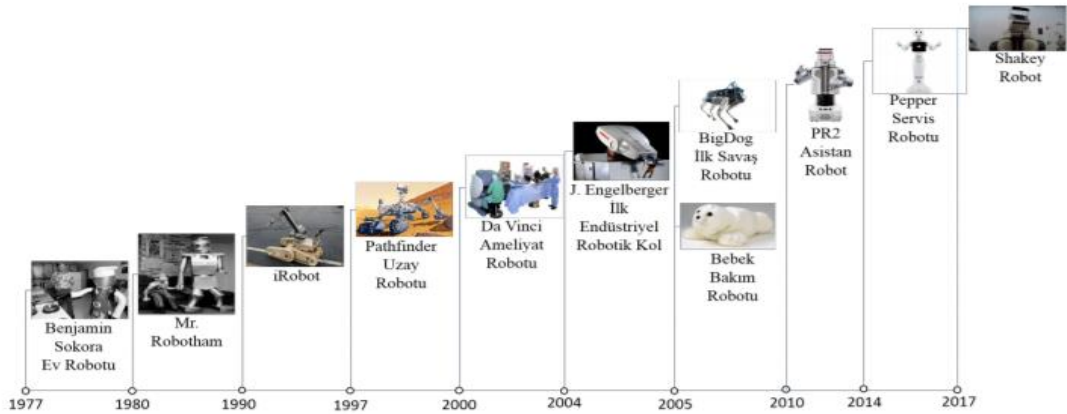 Shakey
Robot
Pepper
Servis
Robotu
PR2
Asistan
Robot
BigDog
İlk Savaş
Robotu
Bebek
Bakım
Robotu
J. Engelberger
İlk
Endüstriyel
Robotik Kol
Da Vinci
Ameliyat
Robotu
Pathfinder
Uzay
Robotu
iRobot
Mr.
Robotham
Benjamin
Sokora
Ev Robotu
1977 1980 1990 1997 2000 2004 2005 2010 2014 2017